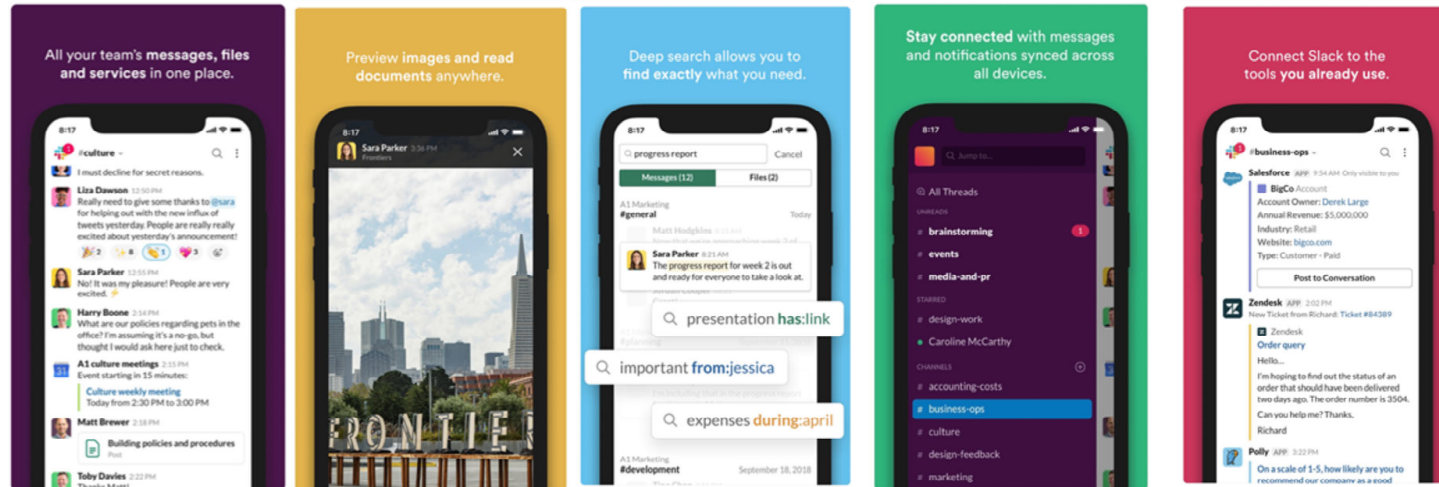 All your team's messages, files
and services in one place.
8:17
#culture
I must decline for secret reasons.
Liza Dawson 12:50 PM
Really need to give some thanks to @sara
for helping out with the new influx of
tweets yesterday. People are really really
excited about yesterday's announcement!
2 8 1 3
Sara Parker 12:55 PM
No! It was my pleasure! People are very
excited.
Harry Boone 2:14 PM
What are our policies regarding pets in the
office? I'm assuming it's a no-go, but
thought I would ask here just to check.
A1 culture meetings 2:15 PM
31
Event starting in 15 minutes:
Culture weekly meeting
Today from 2:30 PM to 3:00 PM
Matt Brewer 2:18 PM
Building policies and procedures
Post
Toby Davies 2:22 PM
Thanks Matt!
Preview images and read
documents anywhere.
8:17
Sara Parker 3:36 PM
Frontiers
FRONTIER
Deep search allows you to
find exactly what you need.
8:17
progress report Cancel
Messages (12) Files (2)
A1 Marketing
#general Today
Matt Hodgkins
Sara Parker 8:21 AM
The progress report for week 2 is out
and ready for everyone to take a look at.
presentation has:link
important from:jessica
expenses during:april
A1 Marketing
#development September 18, 2018
Stay connected with messages
and notifications synced across
all devices.
8:17
Jump to...
All Threads
UNREADS
# brainstorming 1
# events
# media-and-pr
STARRED
# design-work
Caroline McCarthy
CHANNELS
# accounting-costs
# business-ops
# culture
# design-feedback
# marketing
Connect Slack to the
tools you already use.
8:17
1
#business-ops
Salesforce APP 9:54 AM Only visible to you
BigCo Account
Account Owner: Derek Large
Annual Revenue: $5,000,000
Industry: Retail
Website: bigco.com
Type: Customer - Paid
Post to Conversation
Zendesk APP 2:02 PM
New Ticket from Richard: Ticket #84389
Zendesk
Order query
Hello...
I'm hoping to find out the status of an
order that should have been delivered
two days ago. The order number is 3504.
Can you help me? Thanks,
Richard
Polly APP 3:22 PM
On a scale of 1-5, how likely are you to
recommend our company as a good